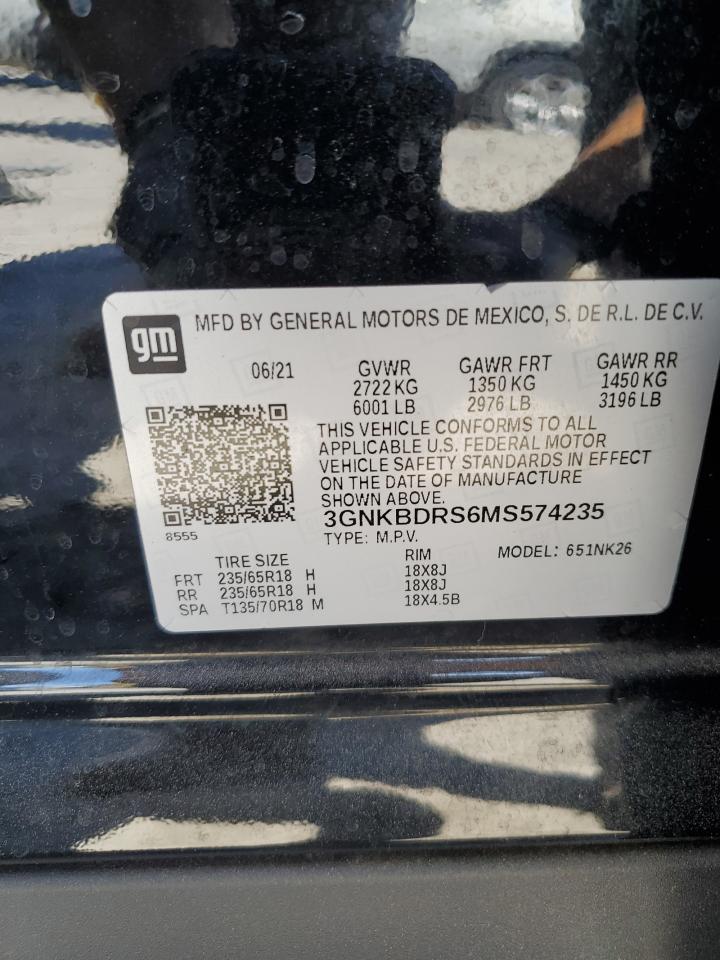 gm
MFD BY GENERAL MOTORS DE MEXICO, S. DE R.L. DE C.V.
06/21 GVWR GAWR FRT GAWR RR
2722 KG 1350 KG 1450 KG
6001 LB 2976 LB 3196 LB
THIS VEHICLE CONFORMS TO ALL
APPLICABLE U.S. FEDERAL MOTOR
VEHICLE SAFETY STANDARDS IN EFFECT
ON THE DATE OF MANUFACTURE
SHOWN ABOVE.
3GNKBDRS6MS574235
8555
TYPE: M.P.V.
TIRE SIZE RIM MODEL: 651NK26
FRT 235/65R18 H 18X8J
RR 235/65R18 H 18X8J
SPA T135/70R18 M 18X4.5B